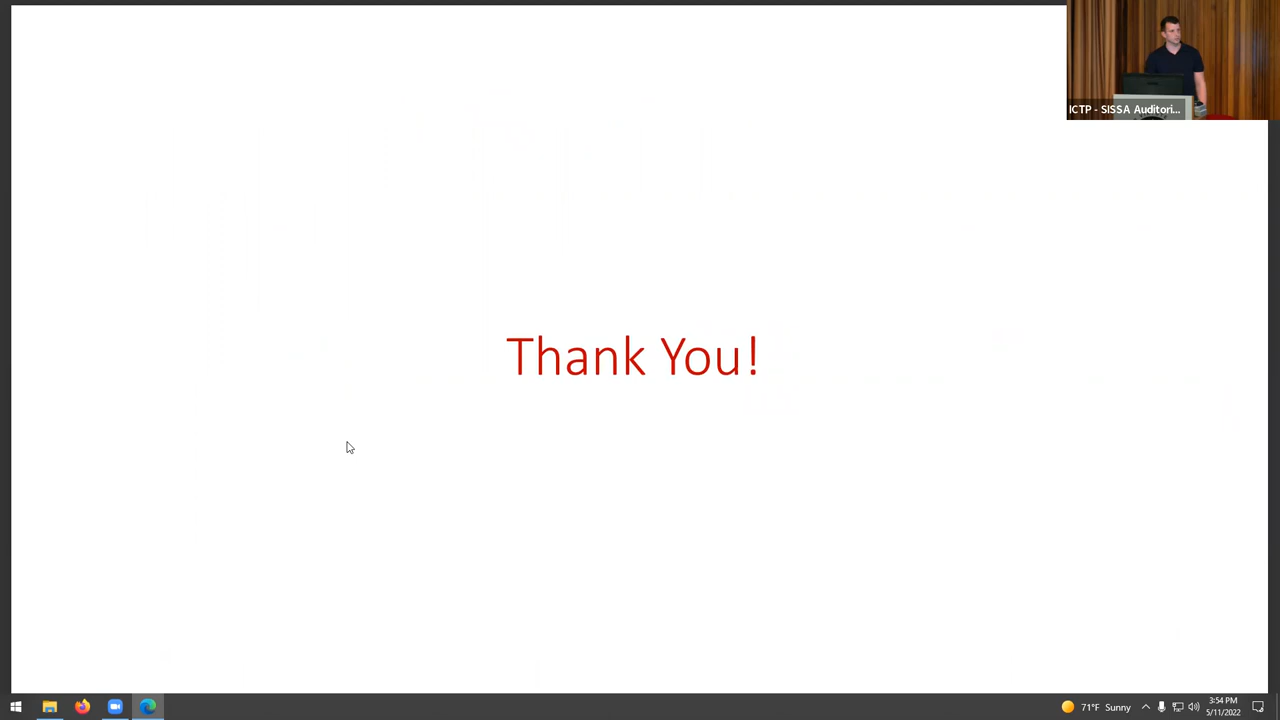 ICTP - SISSA Auditori...
Thank You!
71°F Sunny
3:54 PM
5/11/2022